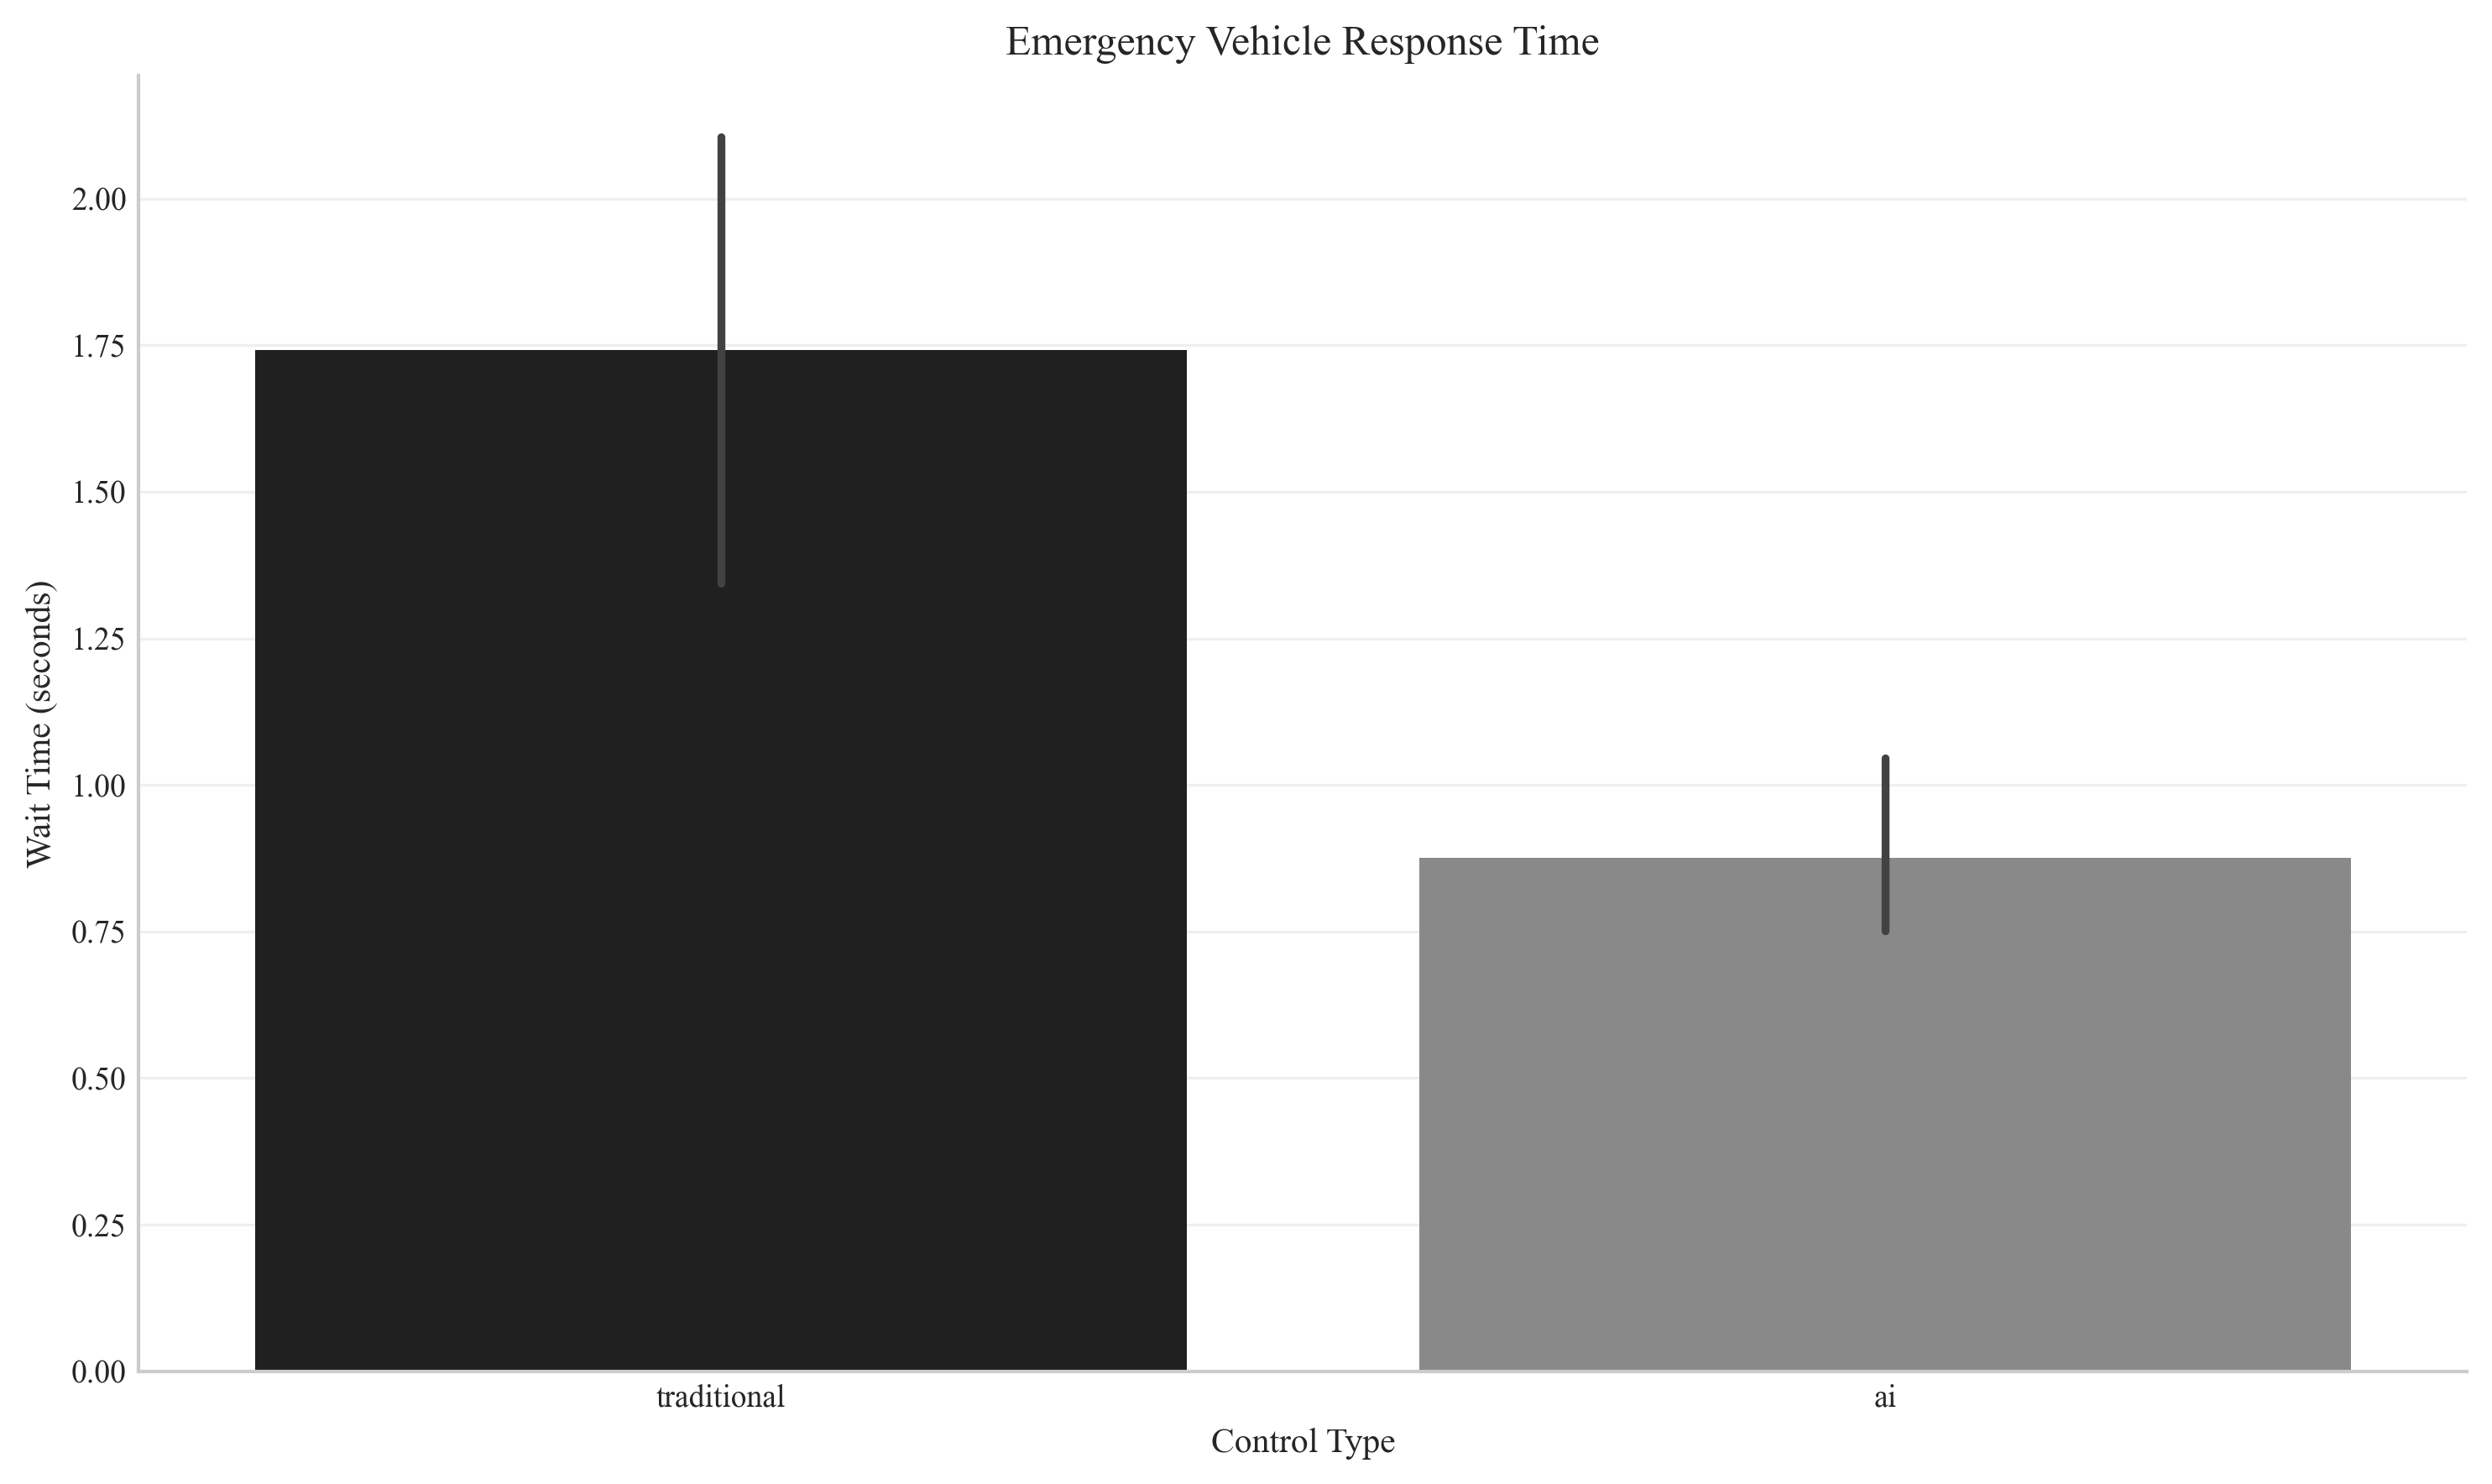 Emergency Vehicle Response Time
Wait Time (seconds)
2.00
1.75
1.50
1.25
1.00
0.75
0.50
0.25
0.00
traditional
ai
Control Type